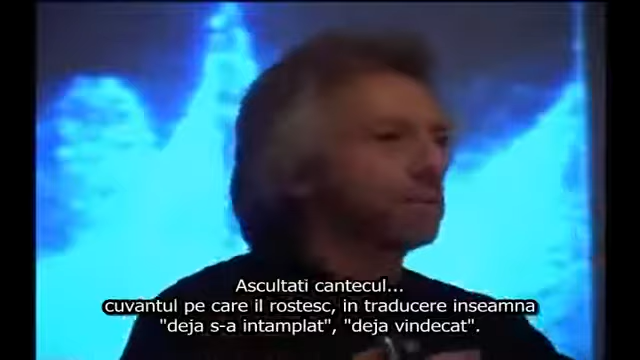 Ascultati cantecul...
cuvantul pe care il rostesc, in traducere inseamna
"deja s-a intamplat", "deja vindecat".